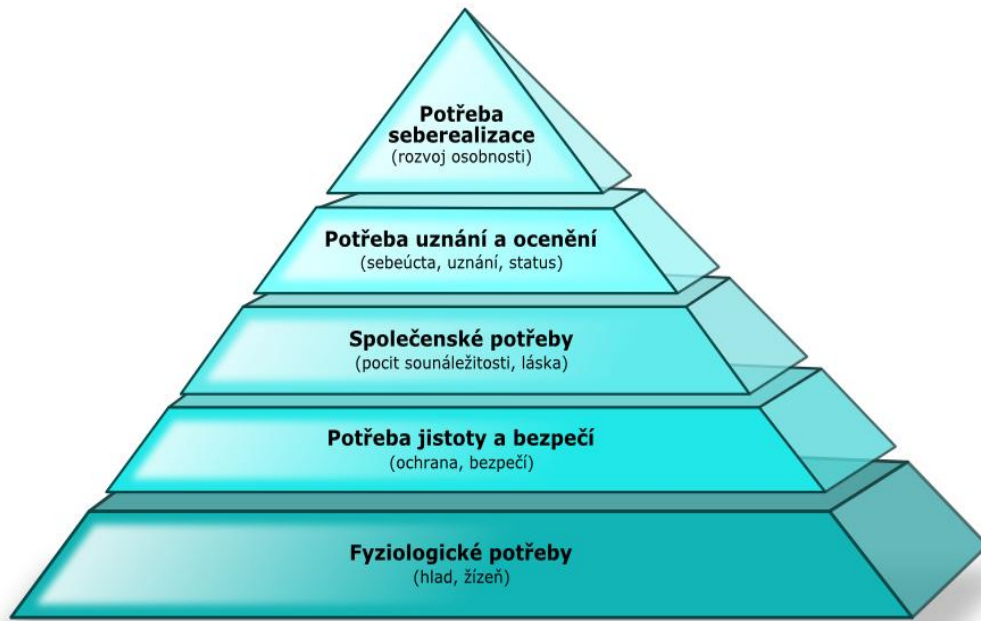 Potřeba
seberealizace
(rozvoj osobnosti)
Potřeba uznání a ocenění
(sebeúcta, uznání, status)
Společenské potřeby
(pocit sounáležitosti, láska)
Potřeba jistoty a bezpečí
(ochrana, bezpečí)
Fyziologické potřeby
(hlad, žízeň)